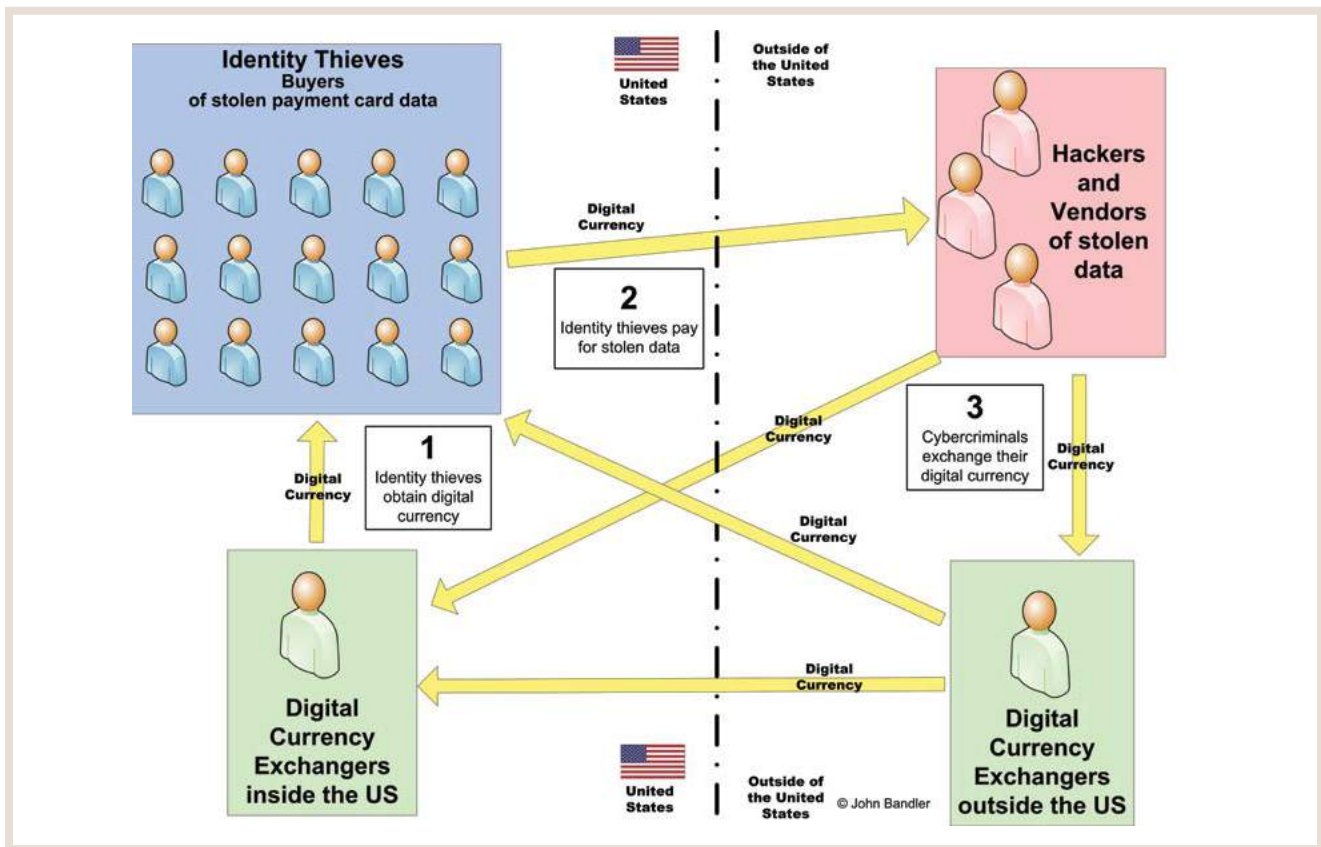 Identity Thieves
Buyers
of stolen payment card data
United
States
Outside of
the United
States
Hackers
and
Vendors
of stolen
data
Digital
Currency
2
Identity thieves pay
for stolen data
1
Identity thieves
obtain digital
currency
Digital
Currency
Digital
Currency
3
Cybercriminals
exchange their
digital currency
Digital
Currency
Digital
Currency
Digital
Currency
Digital
Currency
Exchangers
inside the US
Digital
Currency
Exchangers
outside the US
United
States
Outside of
the United
States
© John Bandler